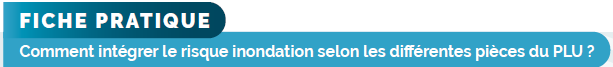 FICHE PRATIQUE
Comment intégrer le risque inondation selon les différentes pièces du PLU ?